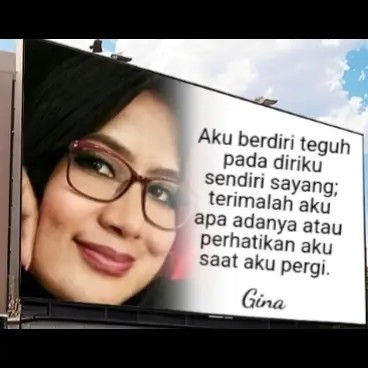 Aku berdiri teguh
pada diriku
sendiri sayang;
terimalah aku
apa adanya atau
perhatikan aku
saat aku pergi.
Gina